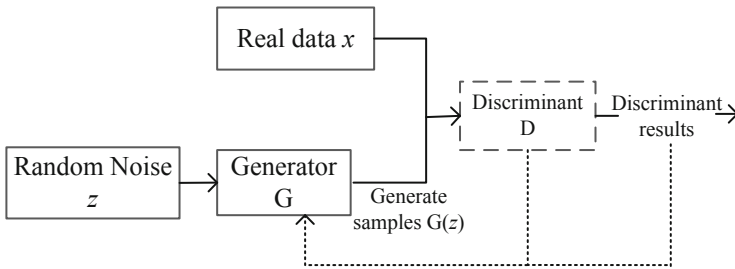 Real data x
Discriminant
D
Discriminant
results
Random Noise
z
Generator
G
Generate
samples G(z)